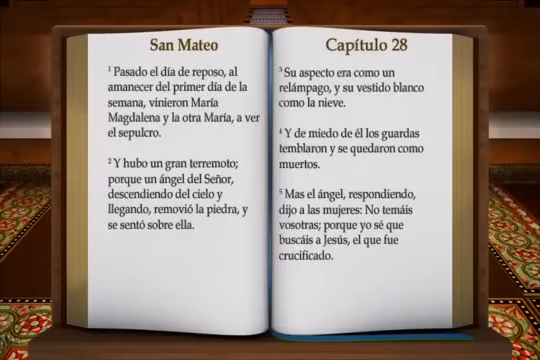 San Mateo
¹ Pasado el día de reposo, al
amanecer del primer día de la
semana, vinieron María
Magdalena y la otra María, a ver
el sepulcro.
² Y hubo un gran terremoto;
porque un ángel del Señor,
descendiendo del cielo y
llegando, removió la piedra, y
se sentó sobre ella.
Capítulo 28
³ Su aspecto era como un
relámpago, y su vestido blanco
como la nieve.
⁴ Y de miedo de él los guardas
temblaron y se quedaron como
muertos.
⁵ Mas el ángel, respondiendo,
dijo a las mujeres: No temáis
vosotras; porque yo sé que
buscáis a Jesús, el que fue
crucificado.